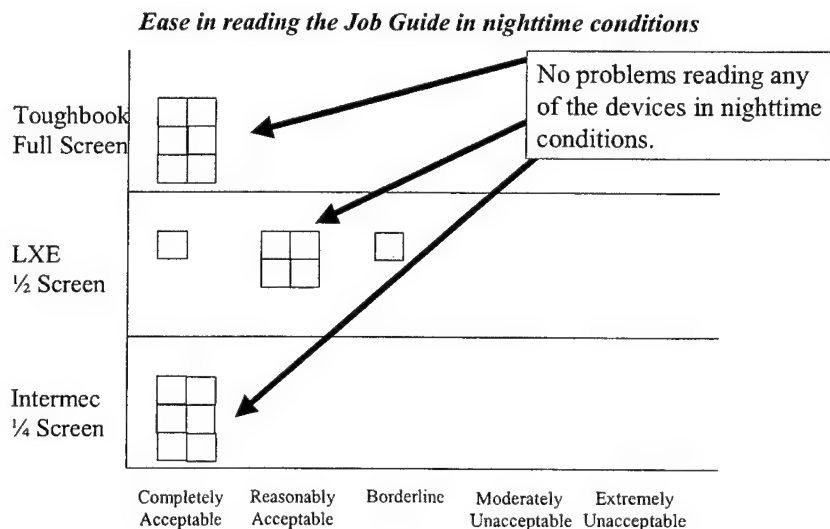 Ease in reading the Job Guide in nighttime conditions
No problems reading any
of the devices in nighttime
conditions.
Toughbook
Full Screen
LXE
½ Screen
Intermec
¼ Screen
Completely
Acceptable
Reasonably
Acceptable
Borderline
Moderately
Unacceptable
Extremely
Unacceptable